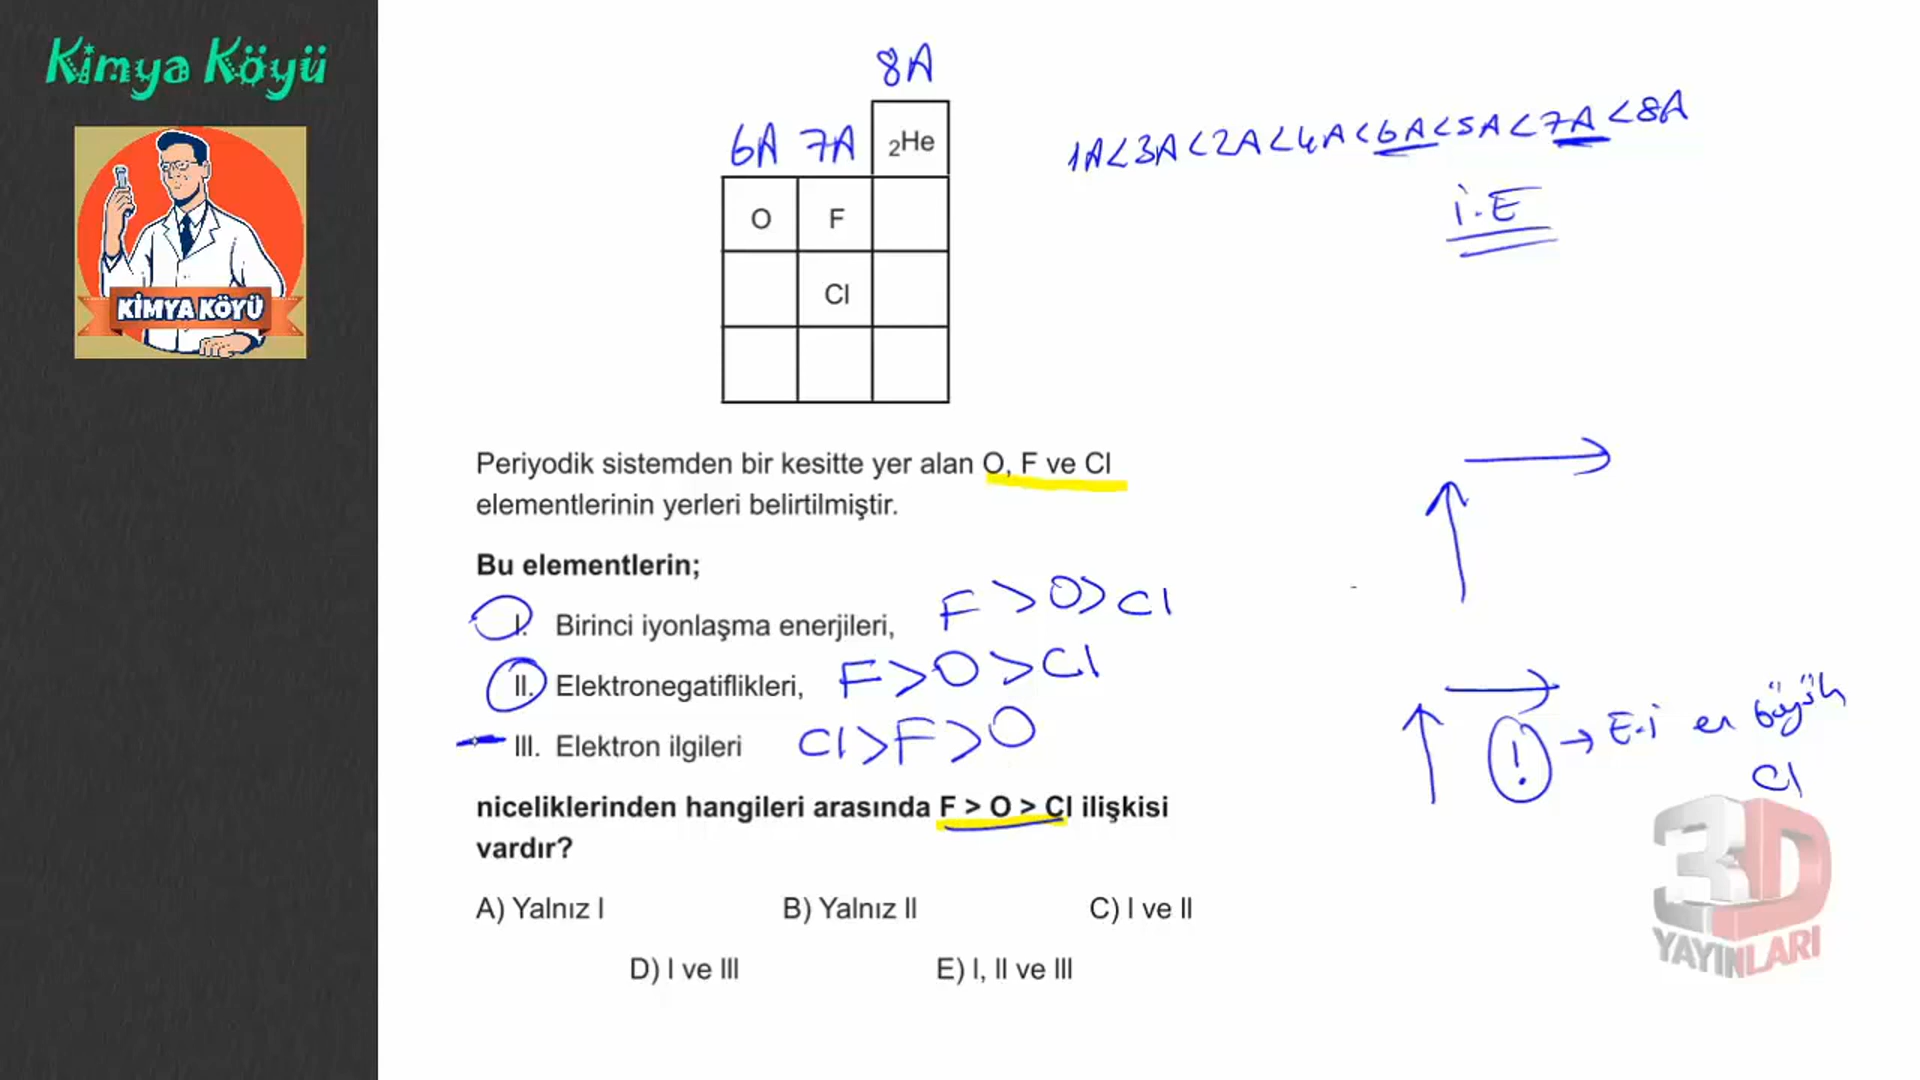 Kimya Köyü
KİMYA KÖYÜ
8A
6A 7A ₂He
O F
Cl
1A<3A<2A<4A<6A<5A<7A<8A
i.E
Periyodik sistemden bir kesitte yer alan O, F ve Cl
elementlerinin yerleri belirtilmiştir.
Bu elementlerin;
I. Birinci iyonlaşma enerjileri, F > O > Cl
II. Elektronegatiflikleri, F > O > Cl
III. Elektron ilgileri Cl > F > O
! → E.i en büyük
Cl
niceliklerinden hangileri arasında F > O > Cl ilişkisi
vardır?
A) Yalnız I B) Yalnız II C) I ve II
D) I ve III E) I, II ve III
3D
YAYINLARI